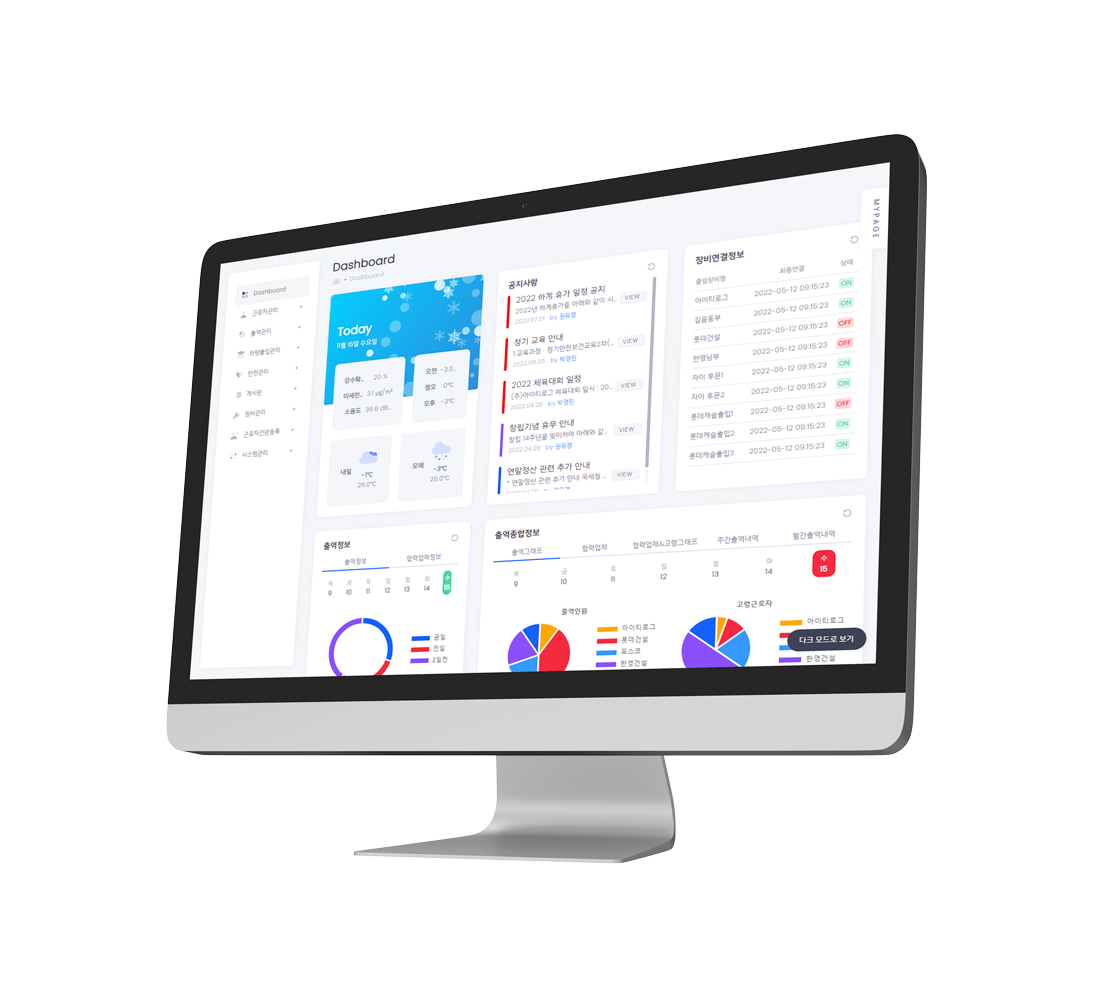 MYPAGE
Dashboard
Dashboard
근로자관리
출역관리
차량출입관리
안전관리
게시판
장비관리
근로자간편등록
시스템관리
Dashboard
Today
11월 15일 수요일
강수확.. 20 %
미세먼.. 3.1 μg/m³
소음도 36.6 dB..
오전 -3.0..
정오 0°C
오후 -3°C
내일 -1°C
26.0°C
모레 -3°C
26.0°C
공지사항
2022 하계 휴가 일정 공지
2022년 하계휴가를 아래와 같이 시..
VIEW
2022.07.01 by 원유경
정기 교육 안내
1.교육과정 - 정기안전보건교육2차(..
VIEW
2022.06.05 by 박경진
2022 체육대회 일정
(주)아이티로그 체육대회 일시 : 20..
VIEW
2022.04.28 by 박경진
창립기념 휴무 안내
창립 14주년을 맞이하여 아래와 같..
VIEW
2022.04.26 by 원유경
연말정산 관련 추가 안내
* 연말정산 관련 추가 안내 국세청 ..
VIEW
장비연결정보
출입장비명 최종연결 상태
아이티로그 2022-05-12 09:15:23 ON
길음동부 2022-05-12 09:15:23 ON
롯데건설 2022-05-12 09:15:23 OFF
한영남부 2022-05-12 09:15:23 OFF
자이 후문1 2022-05-12 09:15:23 ON
자이 후문2 2022-05-12 09:15:23 ON
롯데캐슬출입1 2022-05-12 09:15:23 OFF
롯데캐슬출입2 2022-05-12 09:15:23 ON
롯데캐슬출입3 2022-05-12 09:15:23 ON
출역정보
출역정보 협력업체정보
목 금 토 일 월 화 수
9 10 11 12 13 14 15
금일
전일
2일전
출역종합정보
출역그래프 협력업체 협력업체&고령그래프 주간출역내역 월간출역내역
목 금 토 일 월 화 수
9 10 11 12 13 14 15
출역인원
아이티로그
롯데건설
포스코
한영건설
고령근로자
아이티로그
다크 모드로 보기
한영건설